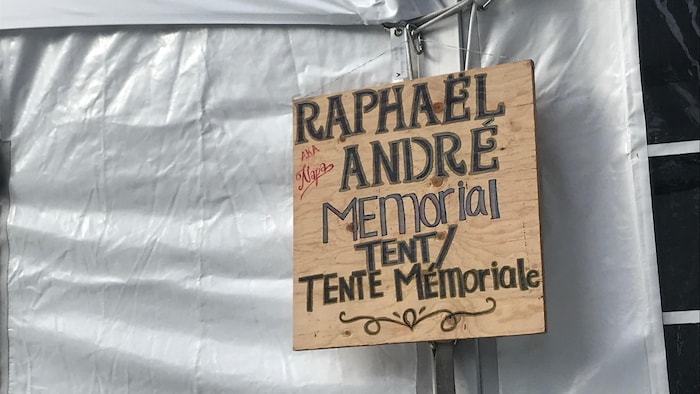 RAPHAËL
AKA
Napa
ANDRÉ
MEMorial
TENT/
TENTE MÉMORIALE